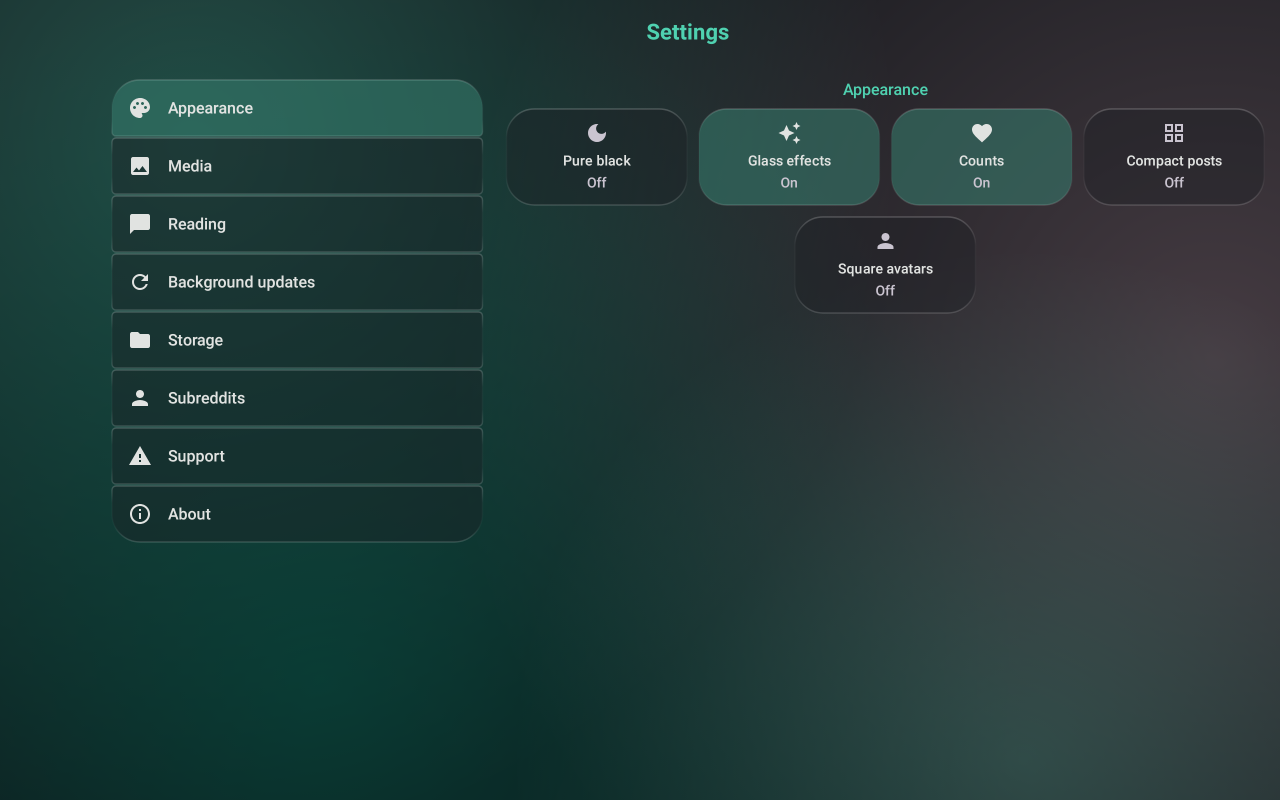 Settings
Appearance
Media
Reading
Background updates
Storage
Subreddits
Support
About
Appearance
Pure black
Off
Glass effects
On
Counts
On
Compact posts
Off
Square avatars
Off